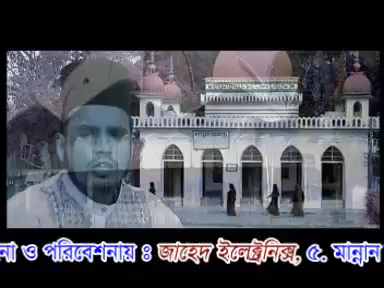 না ও পরিবেশনায় ঃ জাহেদ ইলেক্ট্রনিক্স, ৫. মান্নান